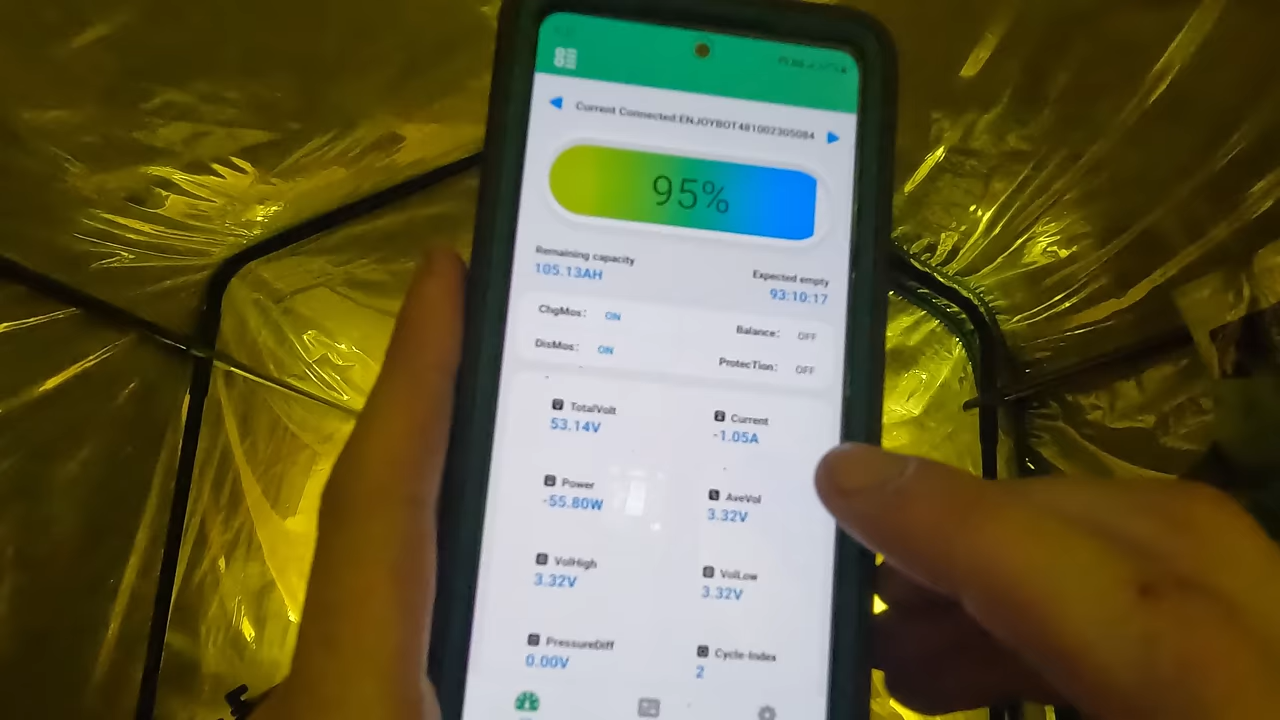 Current Connected:ENJOYBOT481002305084
95%
Remaining capacity
105.13AH
Expected empty
93:10:17
ChgMos: ON
Balance: OFF
DisMos: ON
ProtecTion: OFF
TotalVolt
53.14V
Current
-1.05A
Power
-55.80W
AveVol
3.32V
VolHigh
3.32V
VolLow
3.32V
PressureDiff
0.00V
Cycle-Index
2